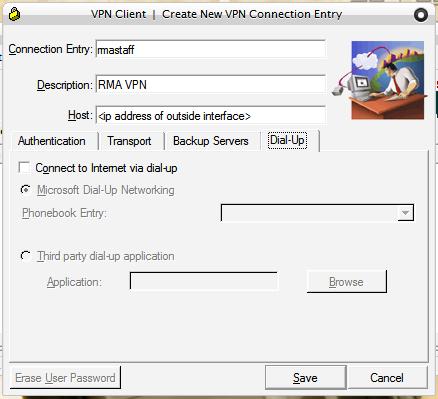 VPN Client | Create New VPN Connection Entry
Connection Entry: rmastaff
Description: RMA VPN
Host: <ip address of outside interface>
Authentication Transport Backup Servers Dial-Up
Connect to Internet via dial-up
Microsoft Dial-Up Networking
Phonebook Entry:
Third party dial-up application
Application: Browse
Erase User Password Save Cancel